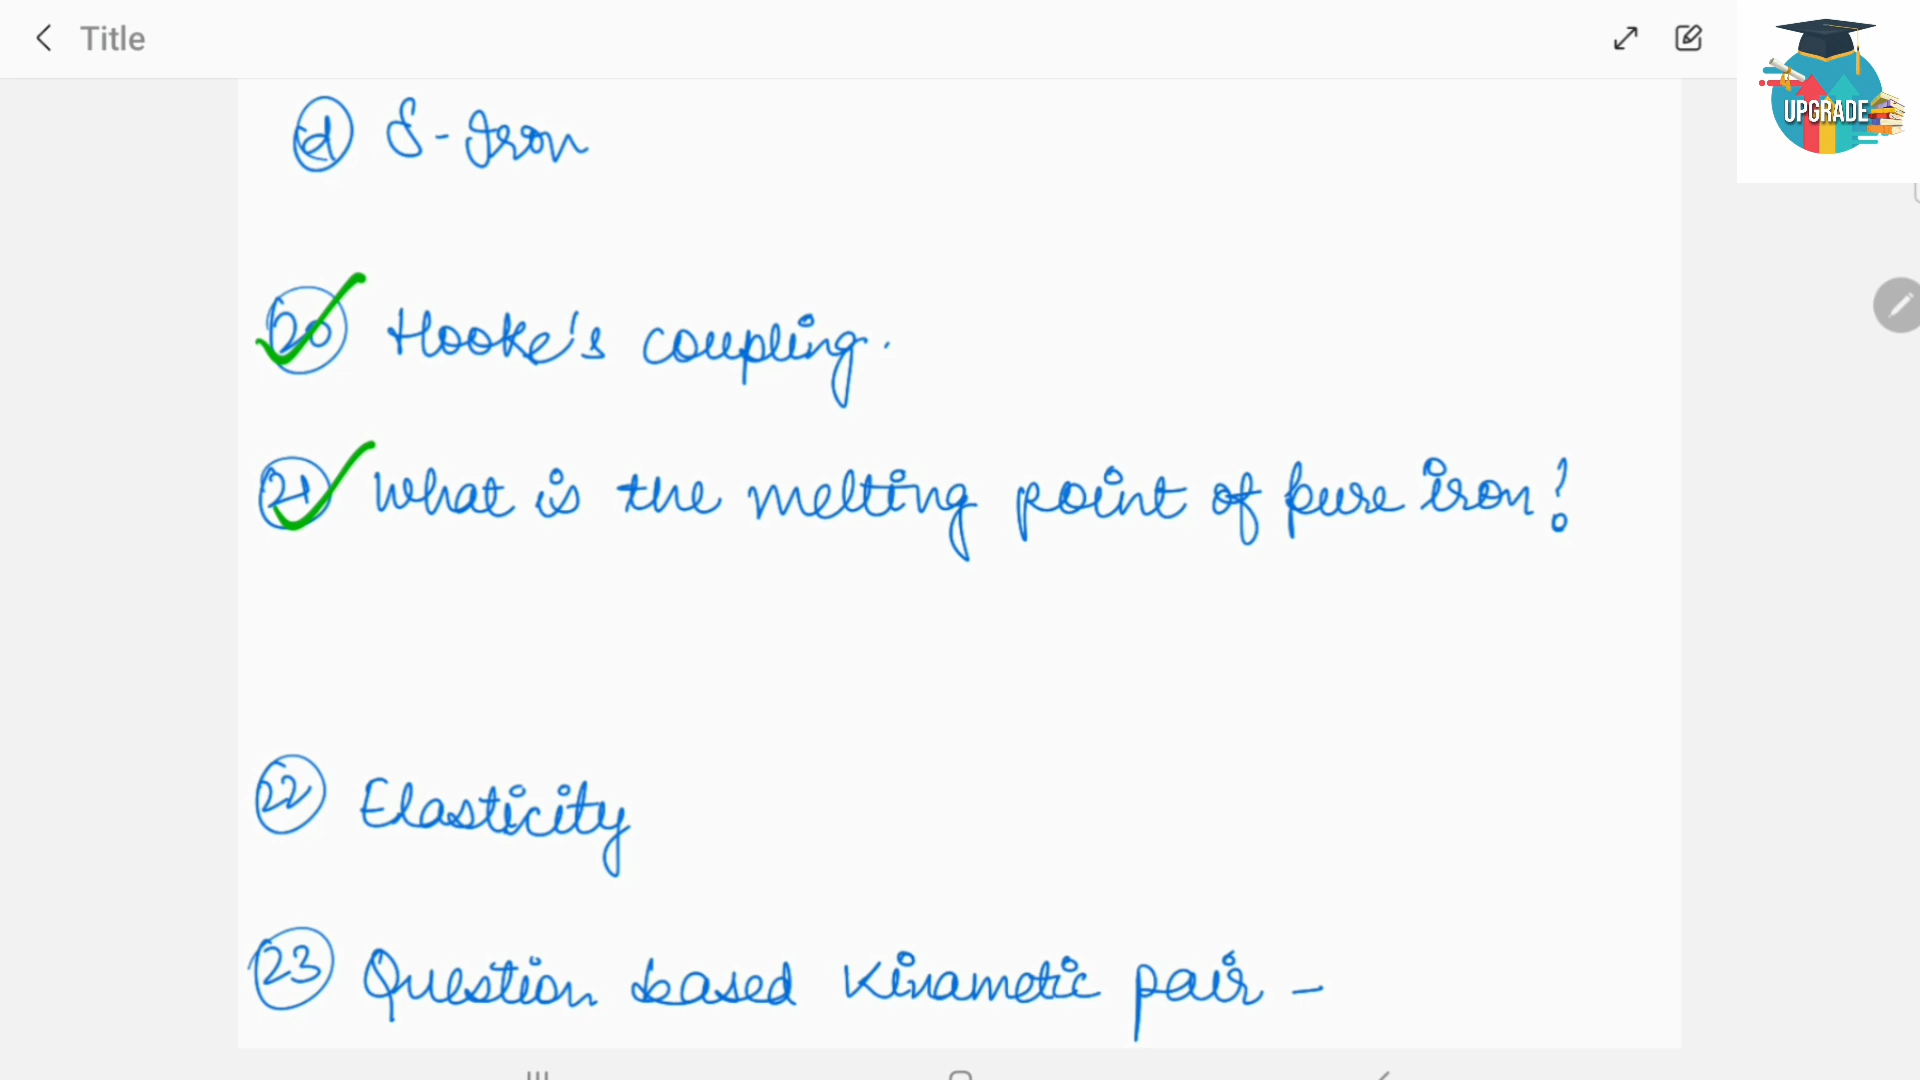 Title
UPGRADE
(d) δ-Iron
20 Hooke's coupling.
21 What is the melting point of pure iron?
22 Elasticity
23 Question based Kinametic pair -